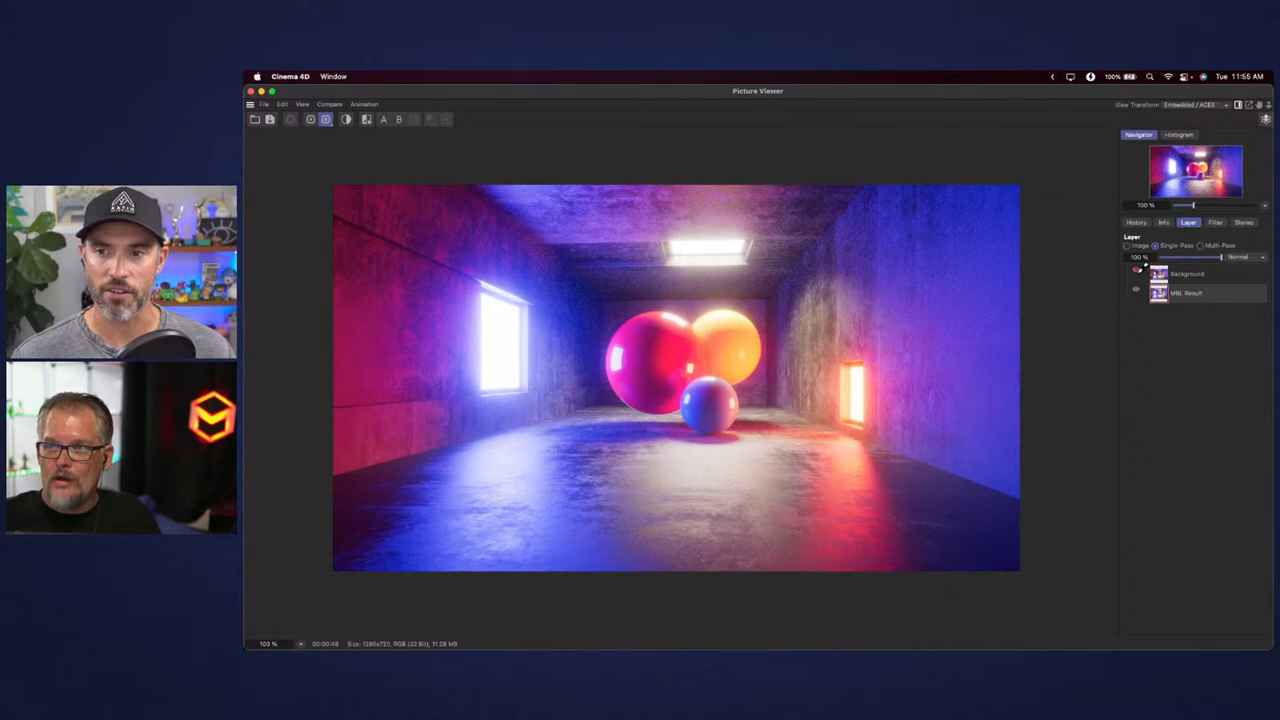 Cinema 4D Window
100% Tue 11:55 AM
Picture Viewer
File Edit View Compare Animation
View Transform: Embedded / ACES
A B
Navigator Histogram
100 %
History Info Layer Filter Stereo
Layer
Image Single-Pass Multi-Pass
100 % Normal
Background
MBL Result
100 % 00:00:48 Size: 1280x720, RGB (32 Bit), 11.28 MB